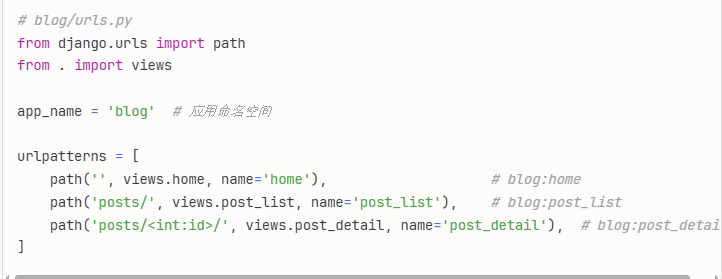 # blog/urls.py
from django.urls import path
from . import views

app_name = 'blog'  # 应用命名空间

urlpatterns = [
    path('', views.home, name='home'),                    # blog:home
    path('posts/', views.post_list, name='post_list'),    # blog:post_list
    path('posts/<int:id>/', views.post_detail, name='post_detail'),  # blog:post_detai
]